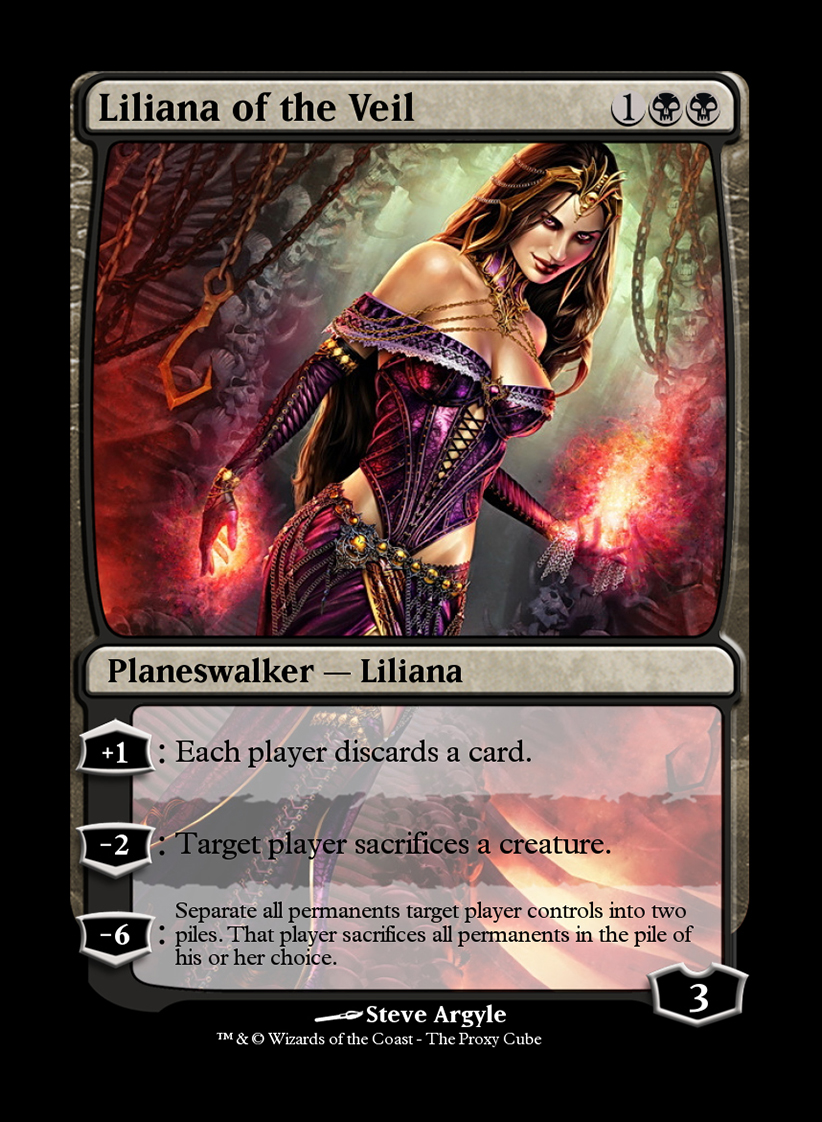 Liliana of the Veil 1
Planeswalker — Liliana
+1 : Each player discards a card.
-2 : Target player sacrifices a creature.
-6 : Separate all permanents target player controls into two
piles. That player sacrifices all permanents in the pile of
his or her choice.
3
Steve Argyle
™ & © Wizards of the Coast - The Proxy Cube